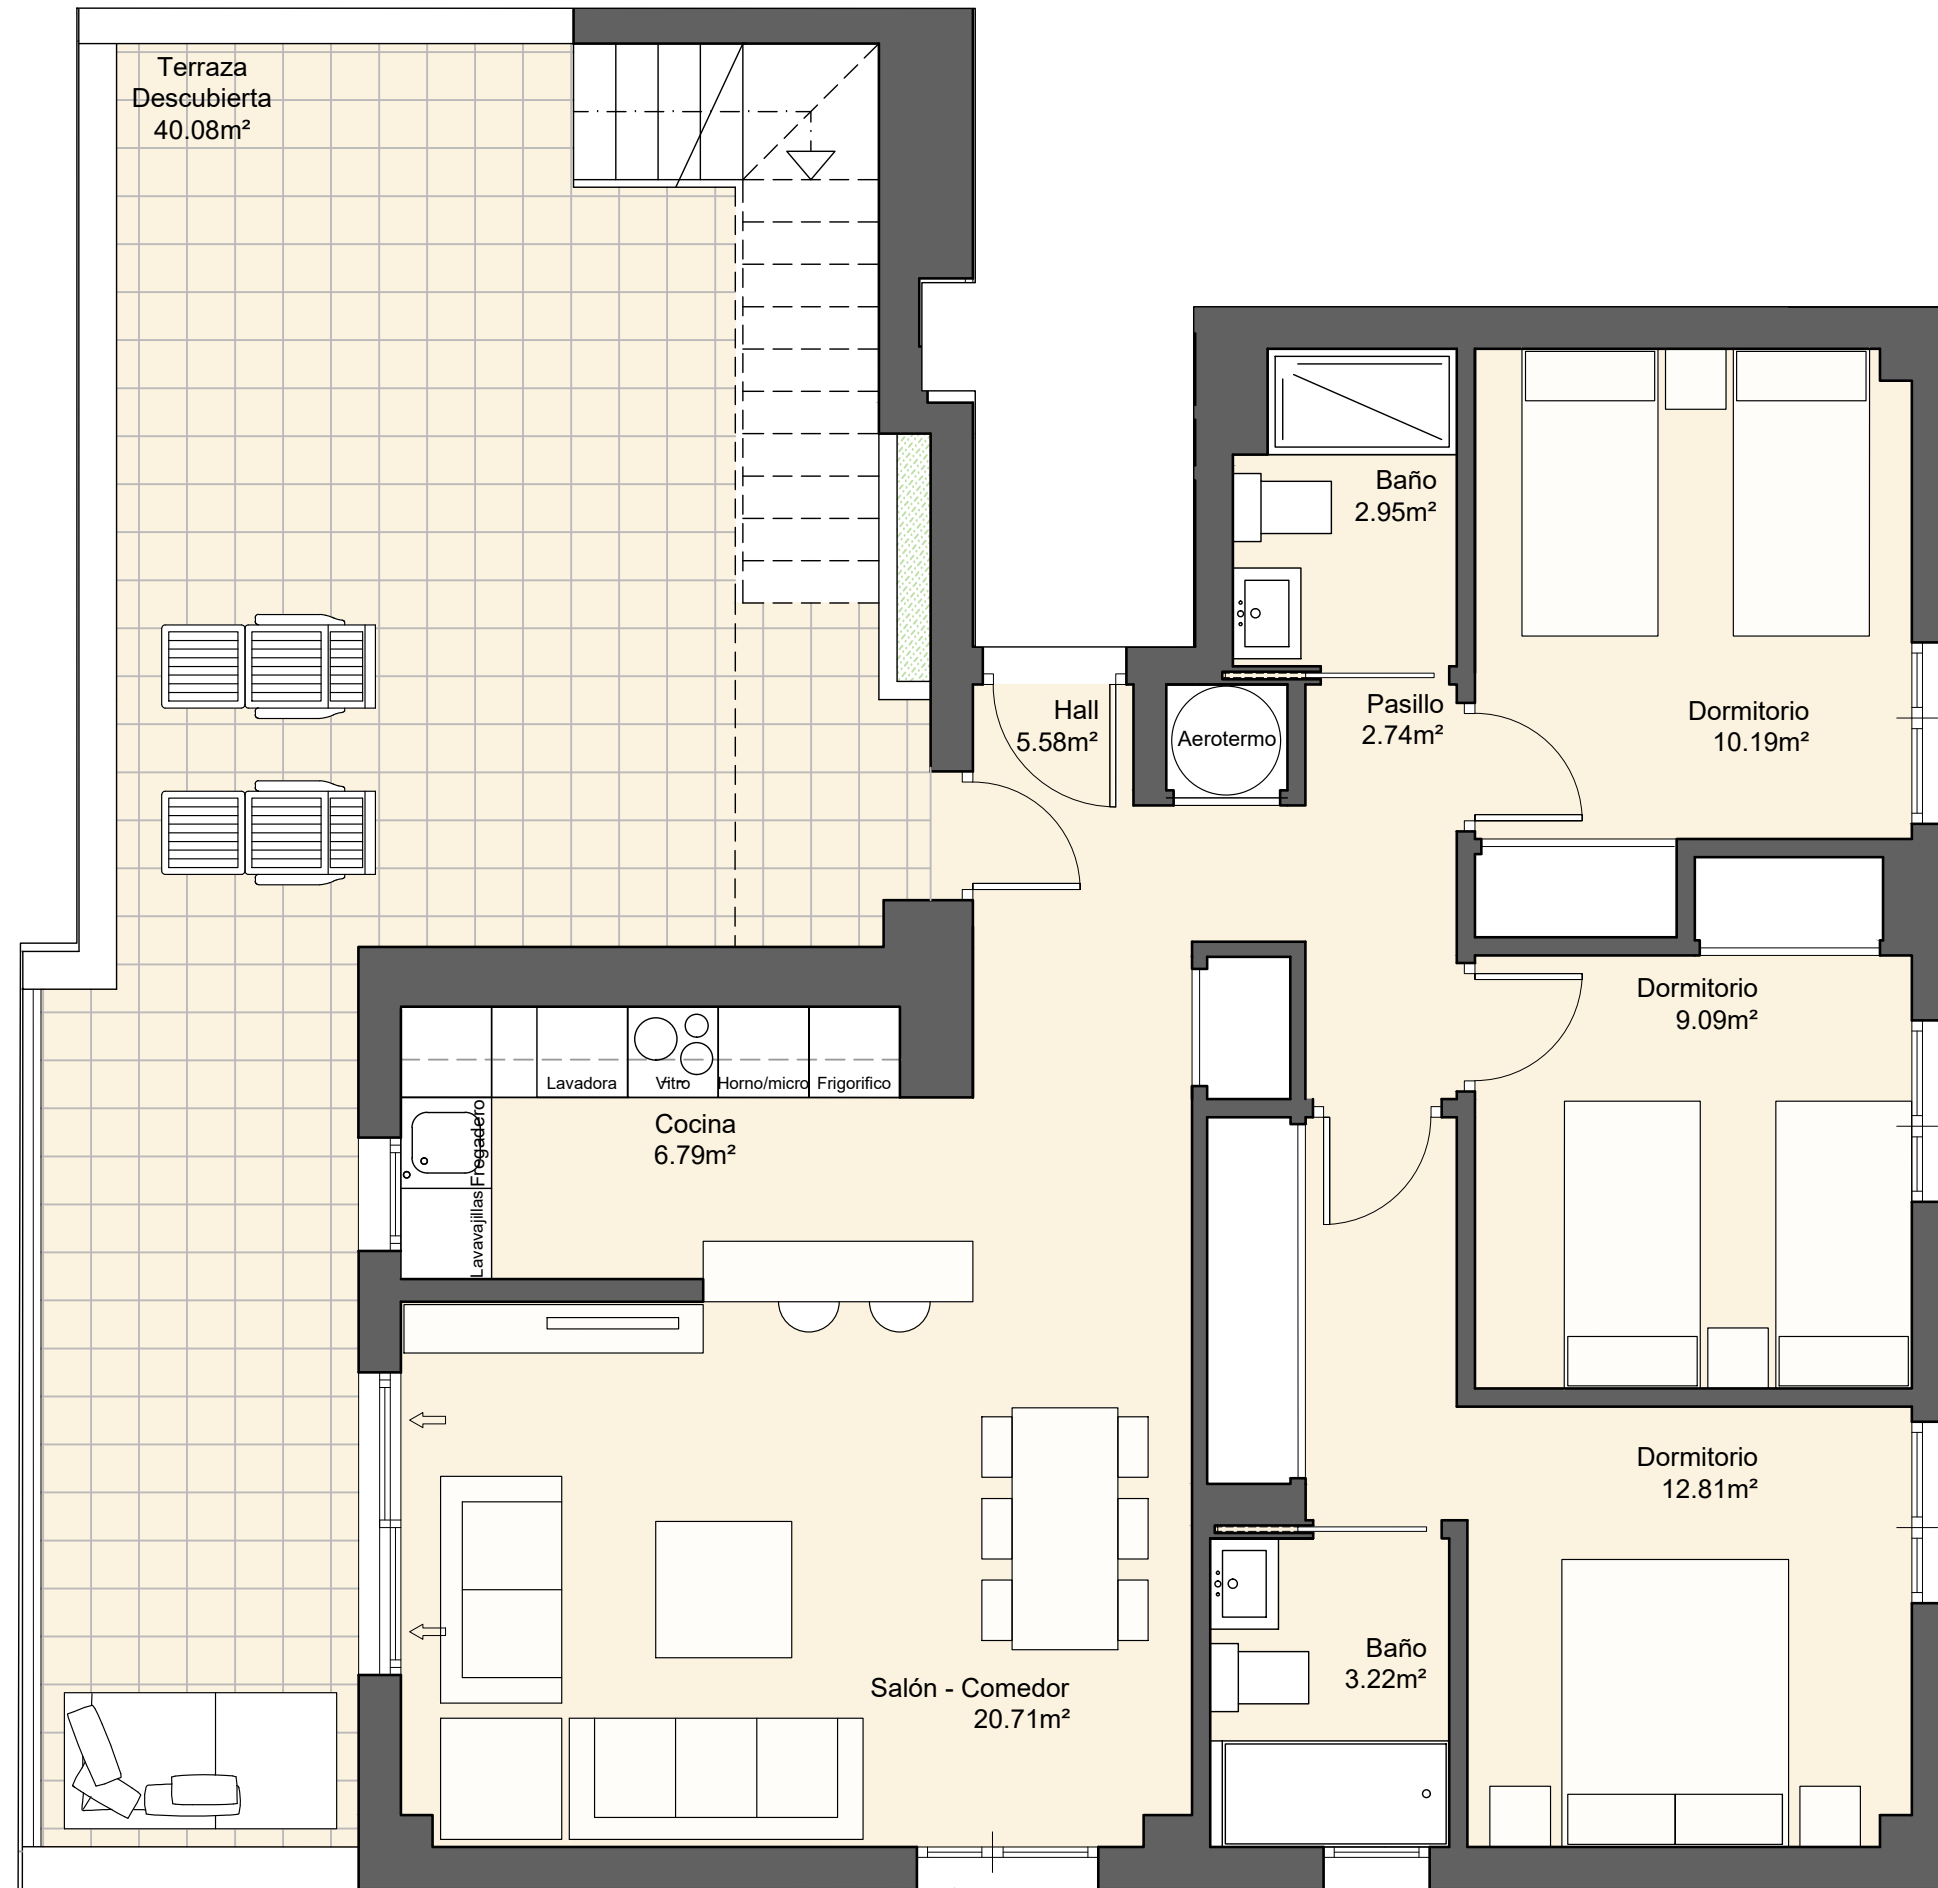 Terraza
Descubierta
40.08m²
Baño
2.95m²
Hall
5.58m²
Aerotermo
Pasillo
2.74m²
Dormitorio
10.19m²
Dormitorio
9.09m²
Lavadora
Vitro
Horno/micro
Frigorifico
Fregadero
Lavavajillas
Cocina
6.79m²
Dormitorio
12.81m²
Baño
3.22m²
Salón - Comedor
20.71m²